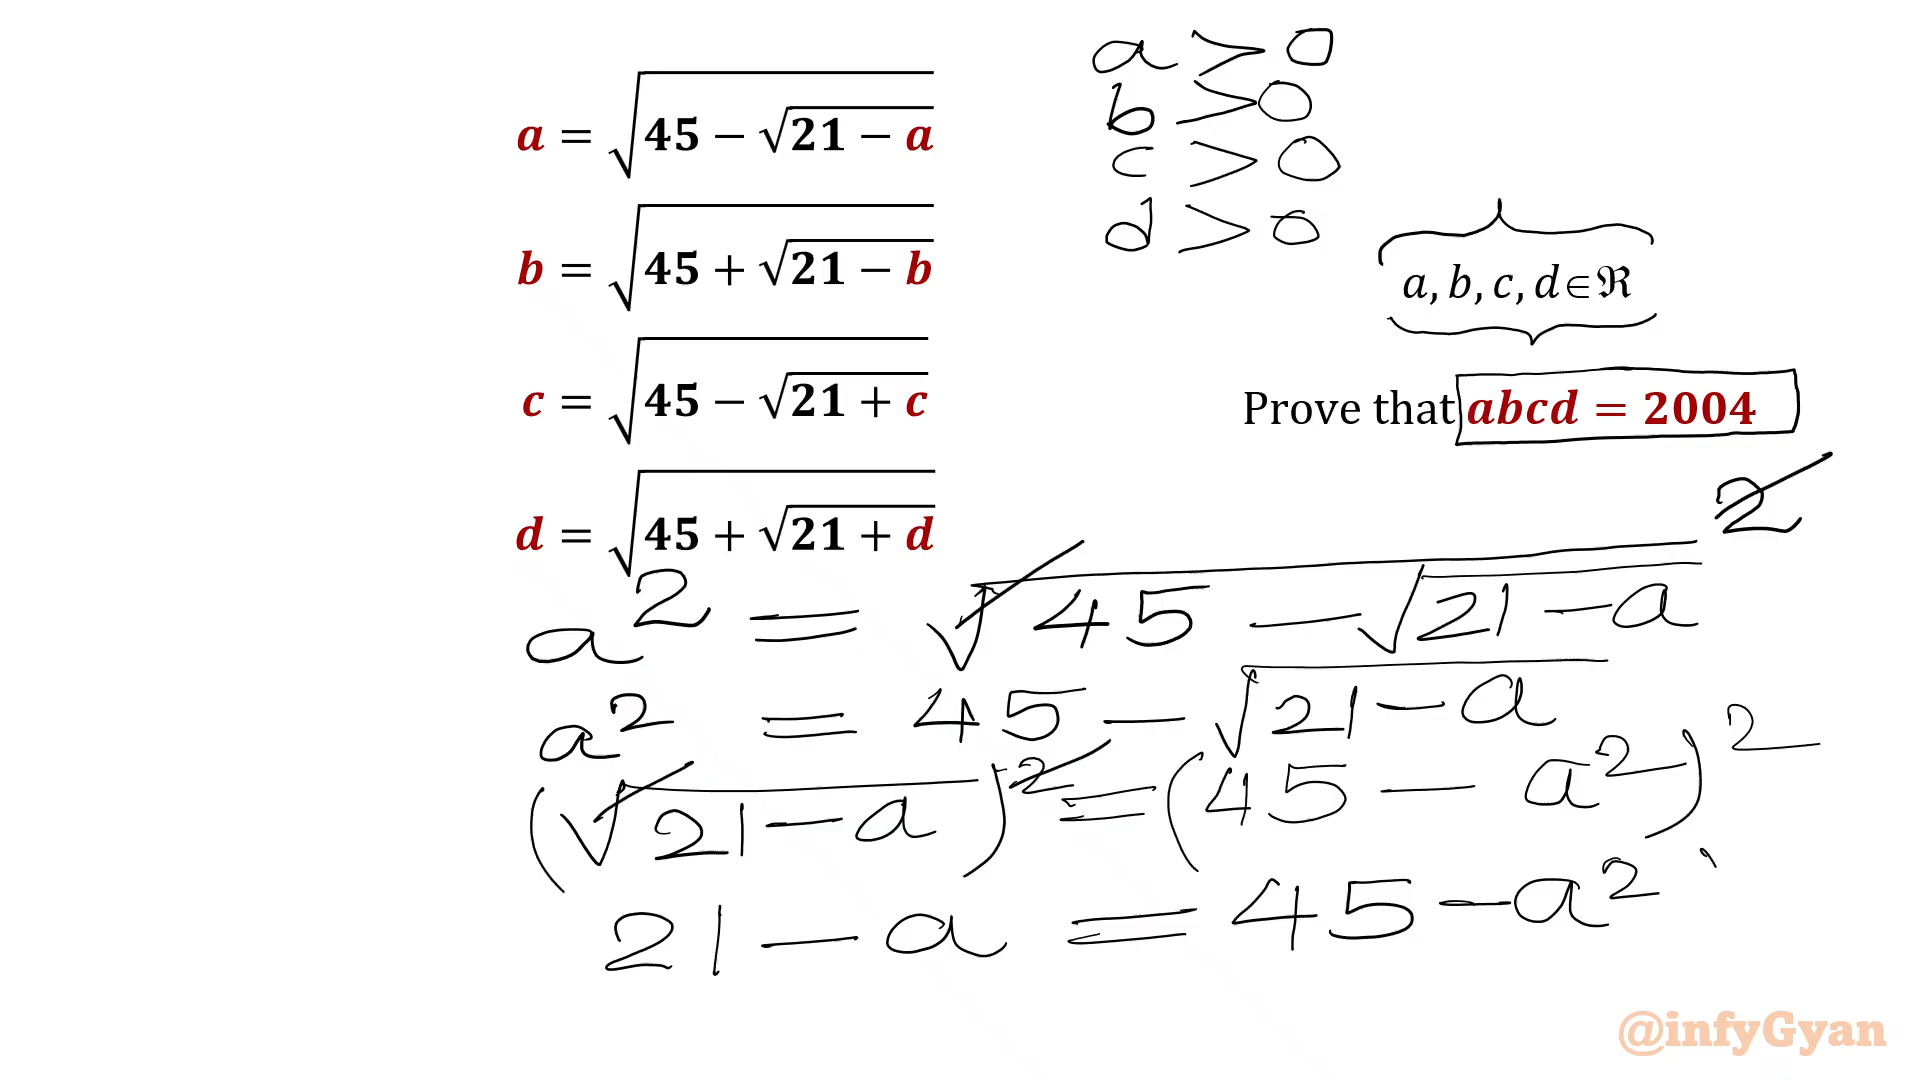 a = √(45 − √(21 − a))
b = √(45 + √(21 − b))
c = √(45 − √(21 + c))
d = √(45 + √(21 + d))
a > 0
b > 0
c > 0
d > 0
a, b, c, d ∈ ℜ
Prove that abcd = 2004
a² = √(45 − √(21 − a))²
a² = 45 − √(21 − a)
(√(21 − a))² = (45 − a²)²
21 − a = 45 − a²
@infyGyan